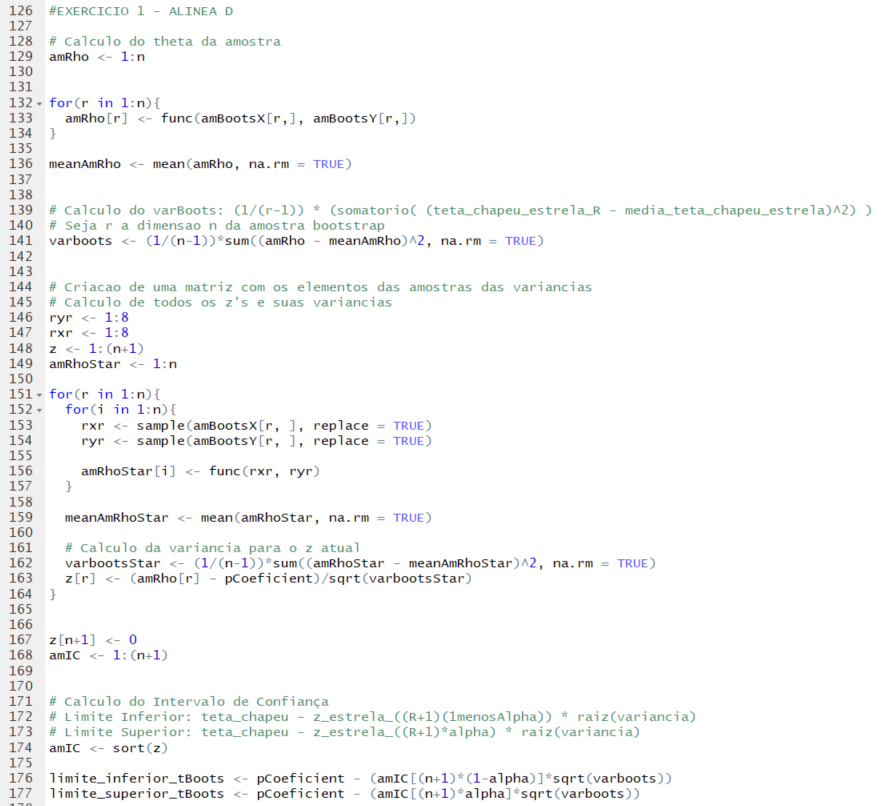 126 #EXERCICIO 1 - ALINEA D
127
128 # Calculo do theta da amostra
129 amRho <- 1:n
130
131
132 for(r in 1:n){
133   amRho[r] <- func(amBootsX[r,], amBootsY[r,])
134 }
135
136 meanAmRho <- mean(amRho, na.rm = TRUE)
137
138
139 # Calculo do varBoots: (1/(r-1)) * (somatorio( (teta_chapeu_estrela_R - media_teta_chapeu_estrela)^2) )
140 # Seja r a dimensao n da amostra bootstrap
141 varboots <- (1/(n-1))*sum((amRho - meanAmRho)^2, na.rm = TRUE)
142
143
144 # Criacao de uma matriz com os elementos das amostras das variancias
145 # Calculo de todos os z's e suas variancias
146 ryr <- 1:8
147 rxr <- 1:8
148 z <- 1:(n+1)
149 amRhoStar <- 1:n
150
151 for(r in 1:n){
152   for(i in 1:n){
153     rxr <- sample(amBootsX[r, ], replace = TRUE)
154     ryr <- sample(amBootsY[r, ], replace = TRUE)
155
156     amRhoStar[i] <- func(rxr, ryr)
157   }
158
159   meanAmRhoStar <- mean(amRhoStar, na.rm = TRUE)
160
161   # Calculo da variancia para o z atual
162   varbootsStar <- (1/(n-1))*sum((amRhoStar - meanAmRhoStar)^2, na.rm = TRUE)
163   z[r] <- (amRho[r] - pCoeficient)/sqrt(varbootsStar)
164 }
165
166
167 z[n+1] <- 0
168 amIC <- 1:(n+1)
169
170
171 # Calculo do Intervalo de Confiança
172 # Limite Inferior: teta_chapeu - z_estrela_((R+1)(1menosAlpha)) * raiz(variancia)
173 # Limite Superior: teta_chapeu - z_estrela_((R+1)*alpha) * raiz(variancia)
174 amIC <- sort(z)
175
176 limite_inferior_tBoots <- pCoeficient - (amIC[(n+1)*(1-alpha)]*sqrt(varboots))
177 limite_superior_tBoots <- pCoeficient - (amIC[(n+1)*alpha]*sqrt(varboots))